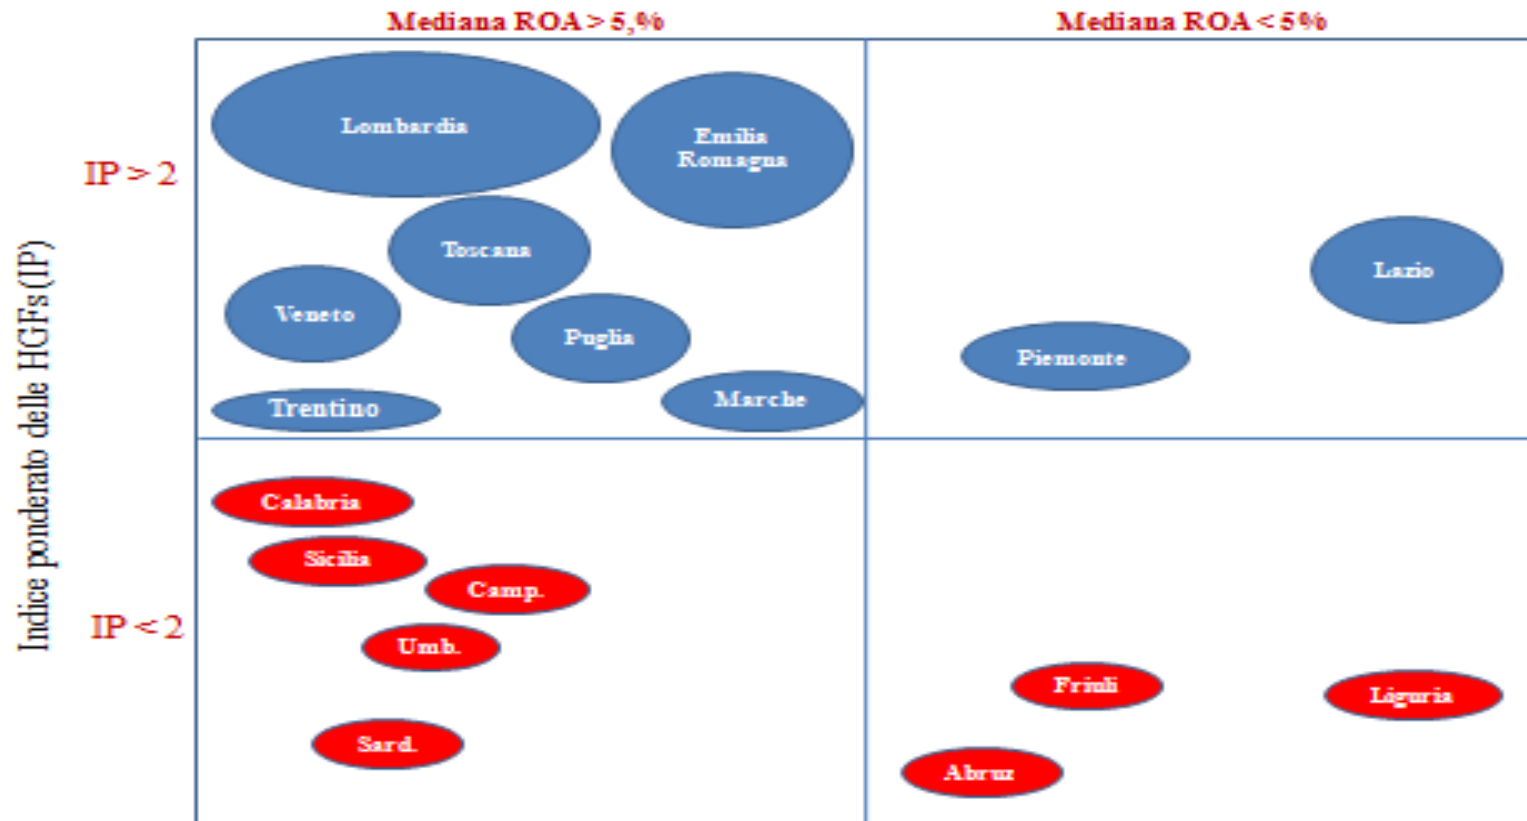 Mediana ROA > 5,%
Mediana ROA < 5%
Indice ponderato delle HGFs (IP)
IP > 2
Lombardia
Emilia
Romagna
Toscana
Veneto
Puglia
Trentino
Marche
Lazio
Piemonte
IP < 2
Calabria
Sicilia
Camp.
Umb.
Sard.
Friuli
Liguria
Abruz